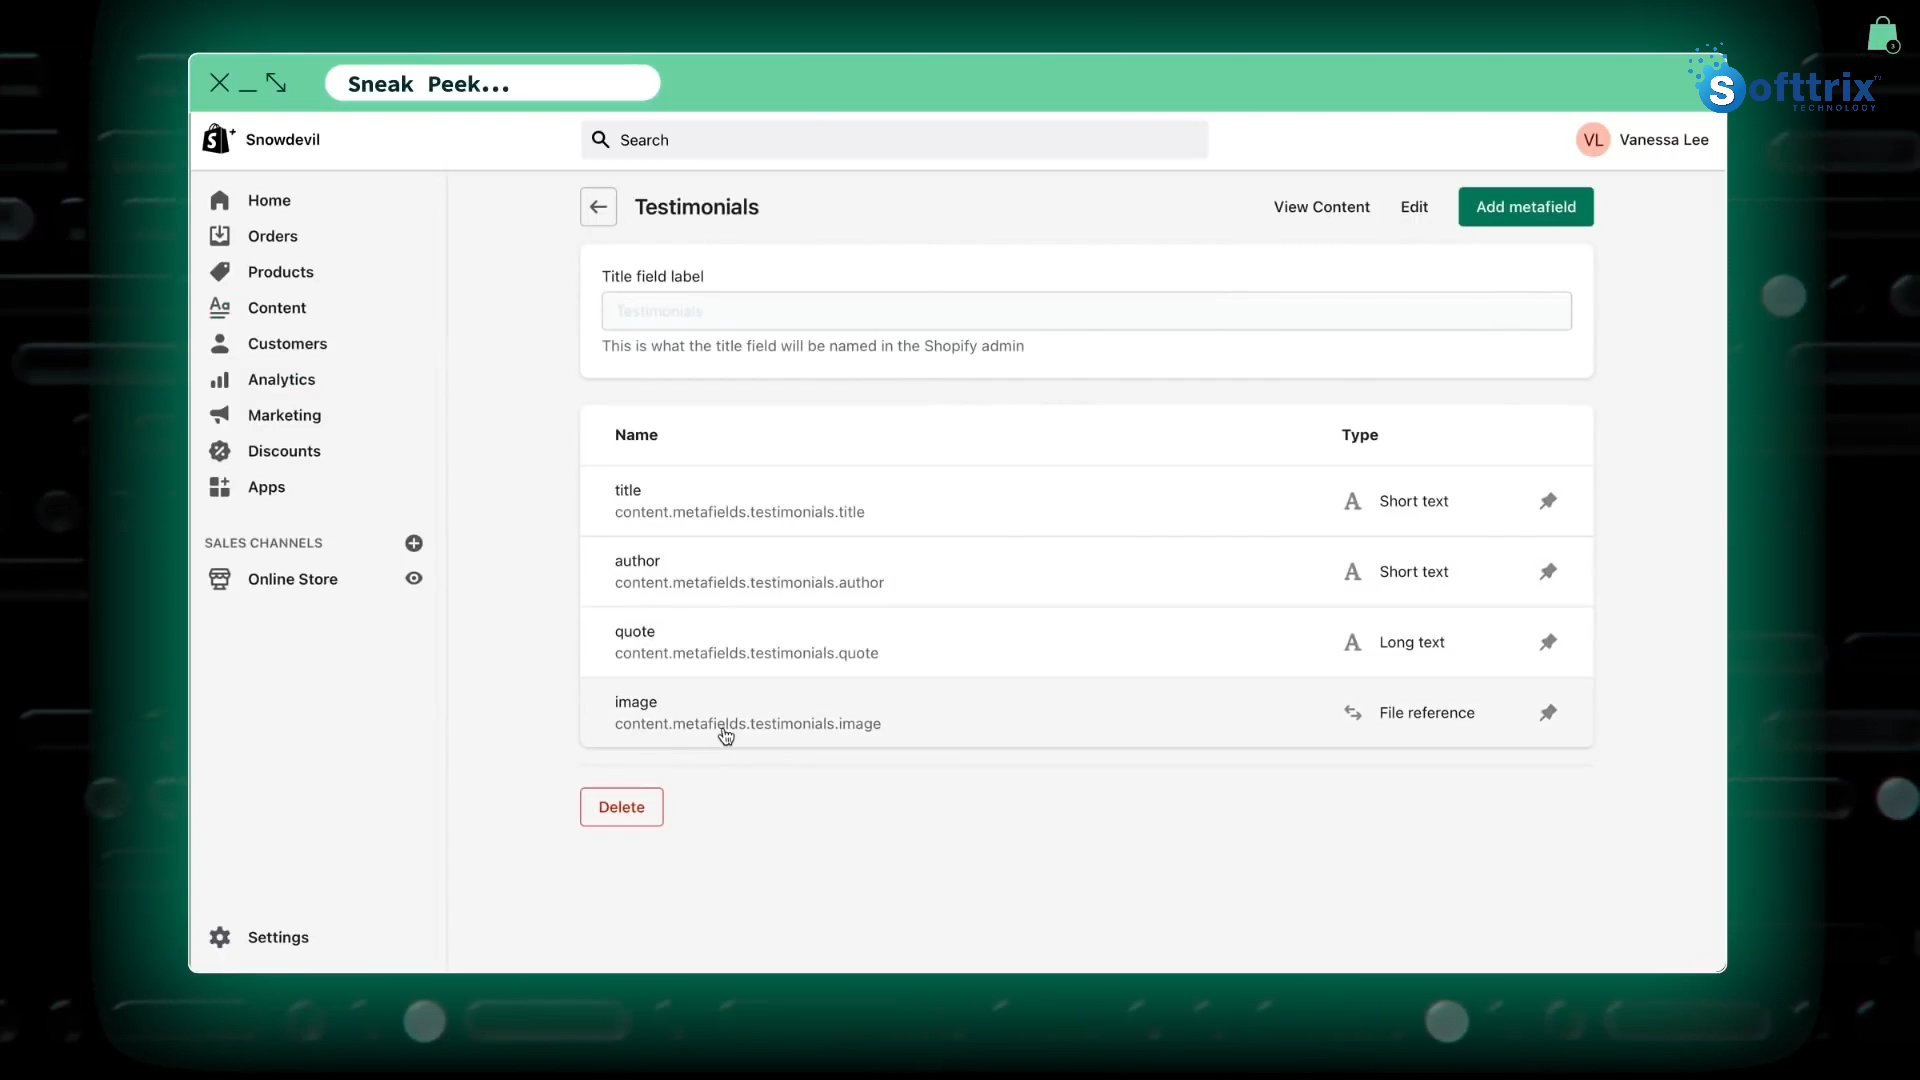 3
Sneak Peek...
Softtrix™
TECHNOLOGY
Snowdevil
Search
VL Vanessa Lee
Home
Orders
Products
Content
Customers
Analytics
Marketing
Discounts
Apps
SALES CHANNELS
Online Store
Settings
Testimonials
View Content
Edit
Add metafield
Title field label
Testimonials
This is what the title field will be named in the Shopify admin
Name Type
title
content.metafields.testimonials.title
Short text
author
content.metafields.testimonials.author
Short text
quote
content.metafields.testimonials.quote
Long text
image
content.metafields.testimonials.image
File reference
Delete